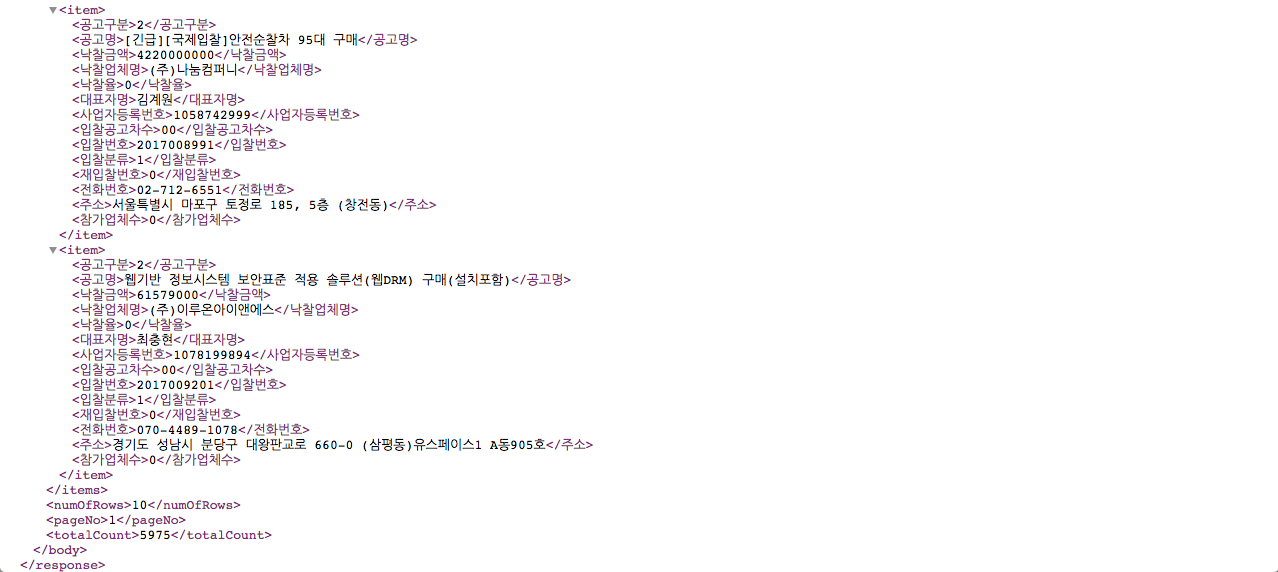 ▼<item>
<공고구분>2</공고구분>
<공고명>[긴급][국제입찰]안전순찰차 95대 구매</공고명>
<낙찰금액>4220000000</낙찰금액>
<낙찰업체명>(주)나눔컴퍼니</낙찰업체명>
<낙찰율>0</낙찰율>
<대표자명>김계원</대표자명>
<사업자등록번호>1058742999</사업자등록번호>
<입찰공고차수>00</입찰공고차수>
<입찰번호>2017008991</입찰번호>
<입찰분류>1</입찰분류>
<재입찰번호>0</재입찰번호>
<전화번호>02-712-6551</전화번호>
<주소>서울특별시 마포구 토정로 185, 5층 (창전동)</주소>
<참가업체수>0</참가업체수>
</item>
▼<item>
<공고구분>2</공고구분>
<공고명>웹기반 정보시스템 보안표준 적용 솔루션(웹DRM) 구매(설치포함)</공고명>
<낙찰금액>61579000</낙찰금액>
<낙찰업체명>(주)이루온아이앤에스</낙찰업체명>
<낙찰율>0</낙찰율>
<대표자명>최충현</대표자명>
<사업자등록번호>1078199894</사업자등록번호>
<입찰공고차수>00</입찰공고차수>
<입찰번호>2017009201</입찰번호>
<입찰분류>1</입찰분류>
<재입찰번호>0</재입찰번호>
<전화번호>070-4489-1078</전화번호>
<주소>경기도 성남시 분당구 대왕판교로 660-0 (삼평동)유스페이스1 A동905호</주소>
<참가업체수>0</참가업체수>
</item>
</items>
<numOfRows>10</numOfRows>
<pageNo>1</pageNo>
<totalCount>5975</totalCount>
</body>
</response>